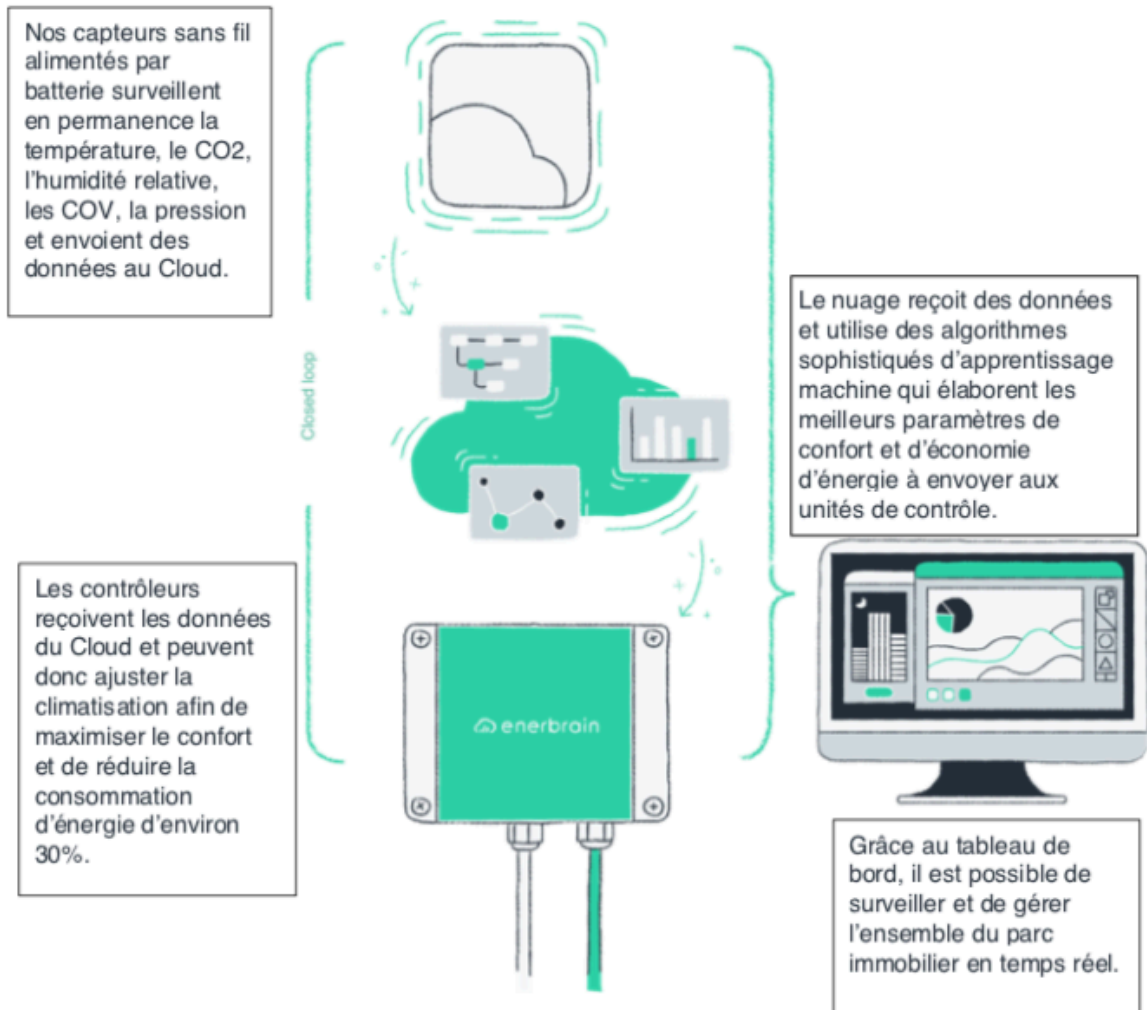 Nos capteurs sans fil
alimentés par
batterie surveillent
en permanence la
température, le CO2,
l'humidité relative,
les COV, la pression
et envoient des
données au Cloud.
Closed loop
Le nuage reçoit des données
et utilise des algorithmes
sophistiqués d'apprentissage
machine qui élaborent les
meilleurs paramètres de
confort et d'économie
d'énergie à envoyer aux
unités de contrôle.
Les contrôleurs
reçoivent les données
du Cloud et peuvent
donc ajuster la
climatisation afin de
maximiser le confort
et de réduire la
consommation
d'énergie d'environ
30%.
enerbrain
Grâce au tableau de
bord, il est possible de
surveiller et de gérer
l'ensemble du parc
immobilier en temps réel.